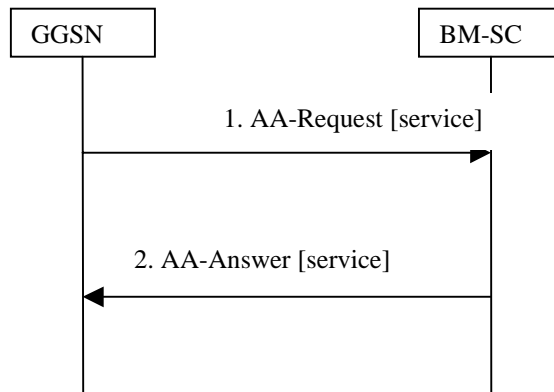 GGSN
BM-SC
1. AA-Request [service]
2. AA-Answer [service]